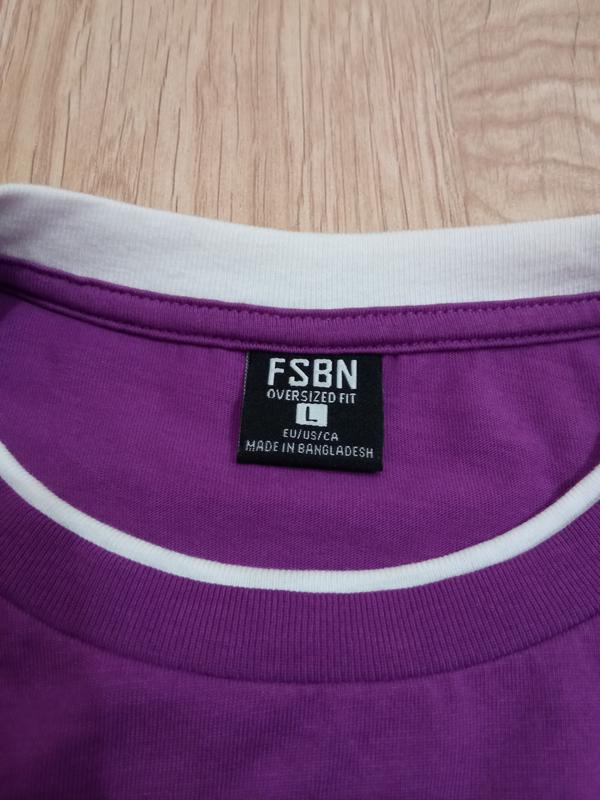 FSBN
OVERSIZED FIT
L
EU/US/CA
MADE IN BANGLADESH